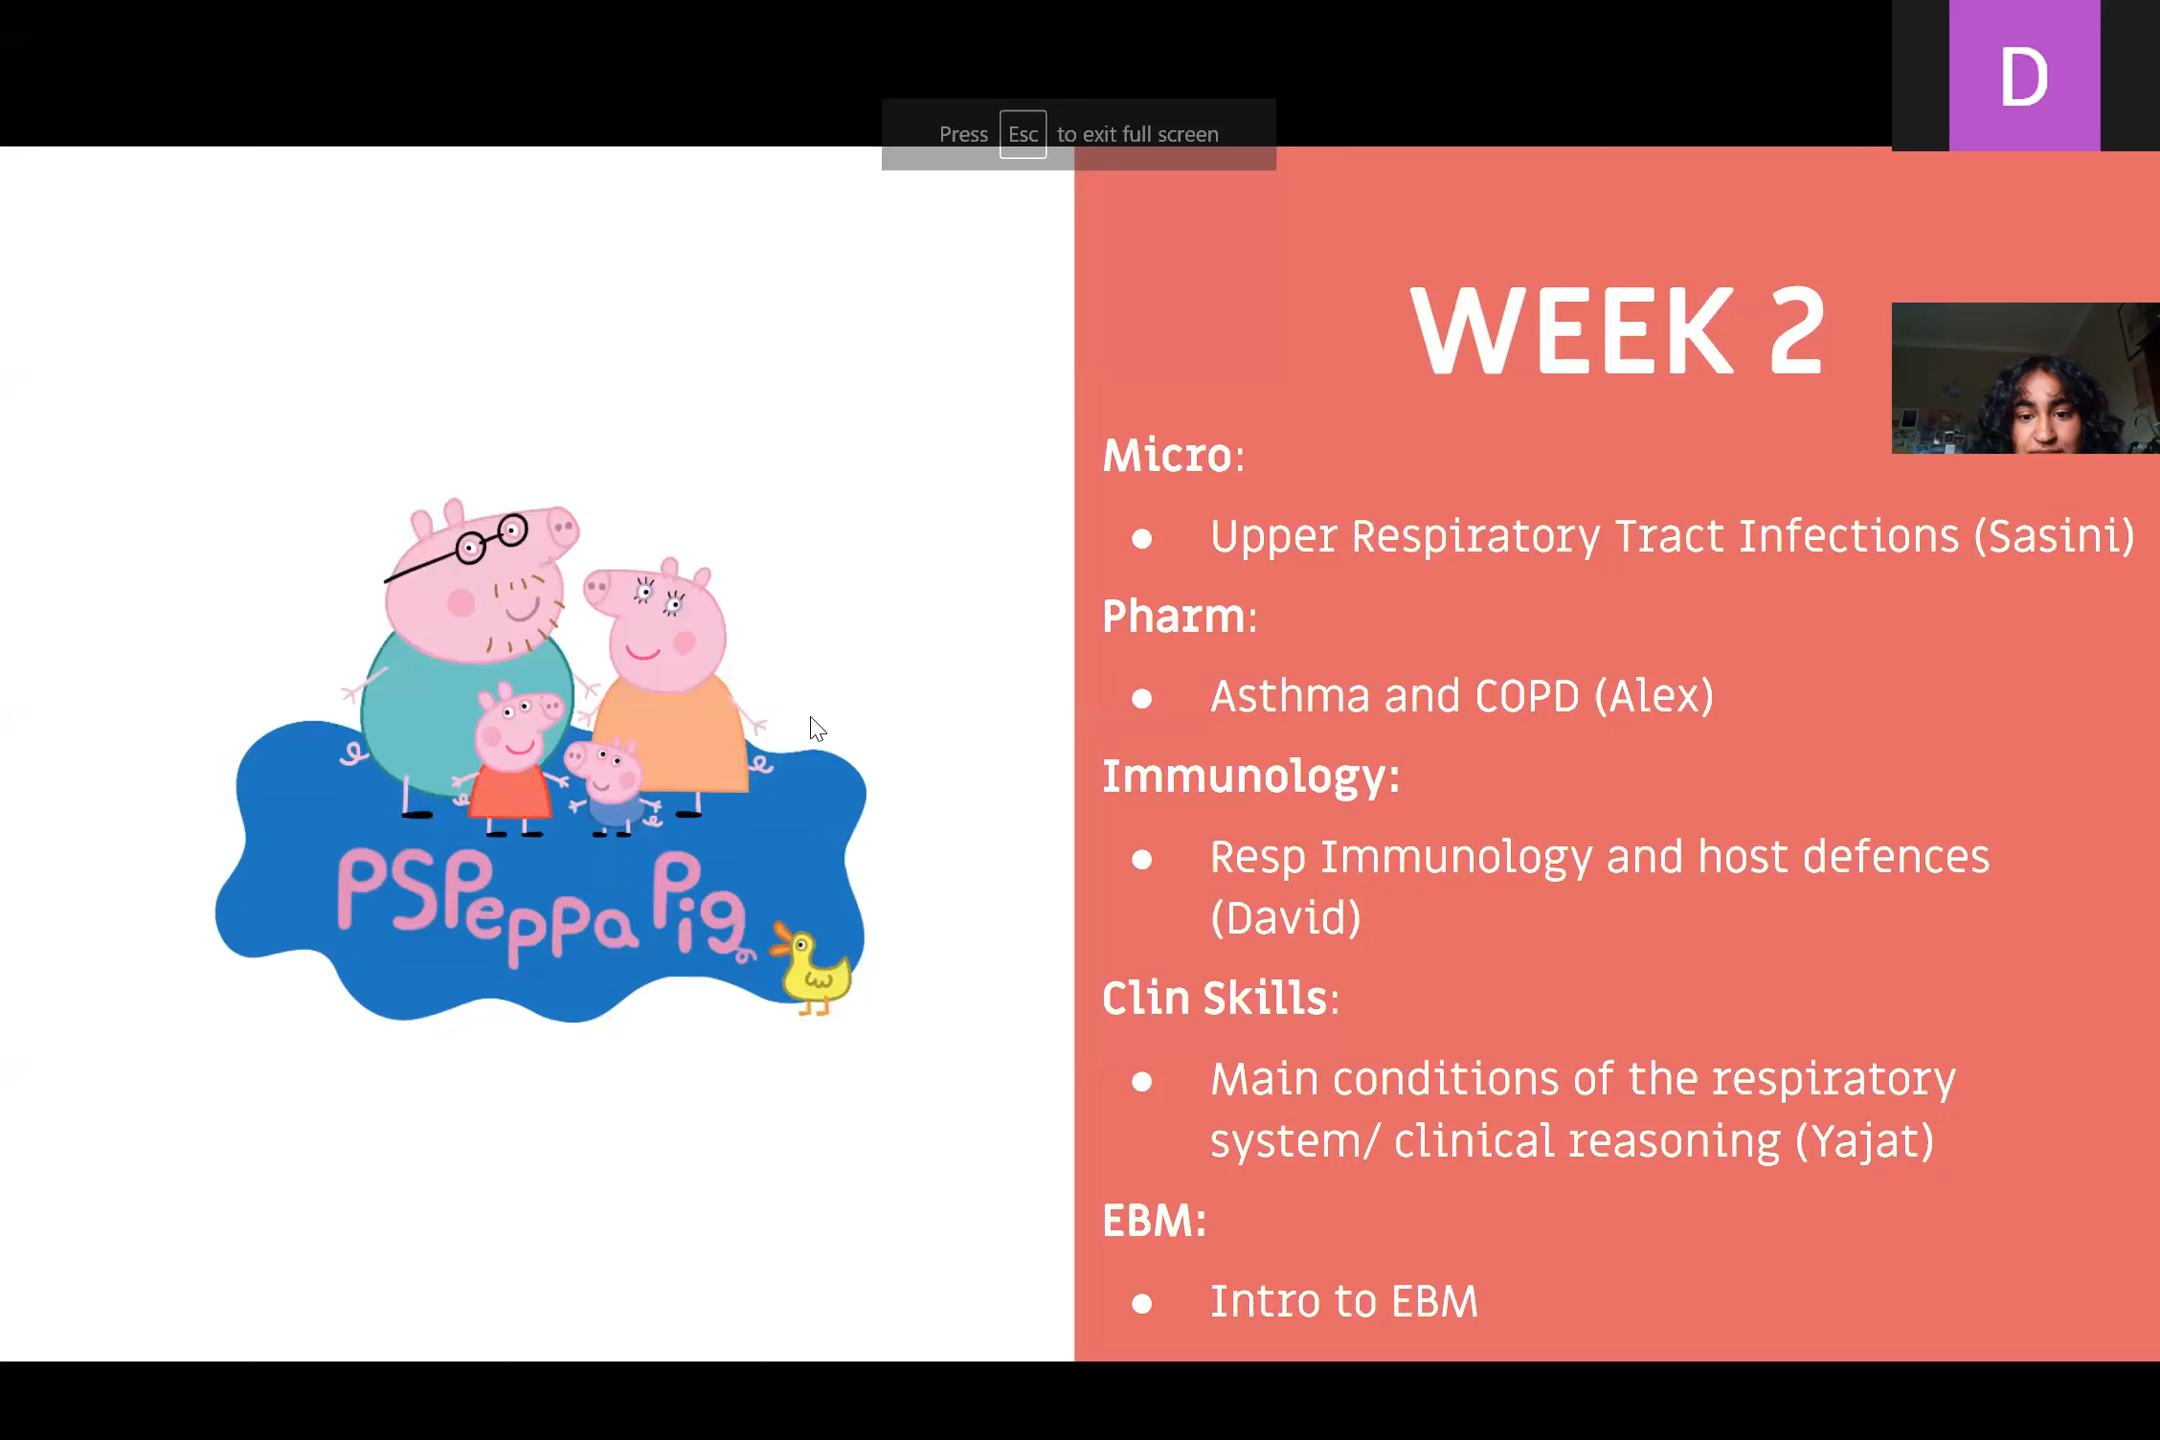 D
Press Esc to exit full screen
WEEK 2
Micro:
● Upper Respiratory Tract Infections (Sasini)
Pharm:
● Asthma and COPD (Alex)
Immunology:
● Resp Immunology and host defences
(David)
Clin Skills:
● Main conditions of the respiratory
system/ clinical reasoning (Yajat)
EBM:
● Intro to EBM
PSPeppa Pig